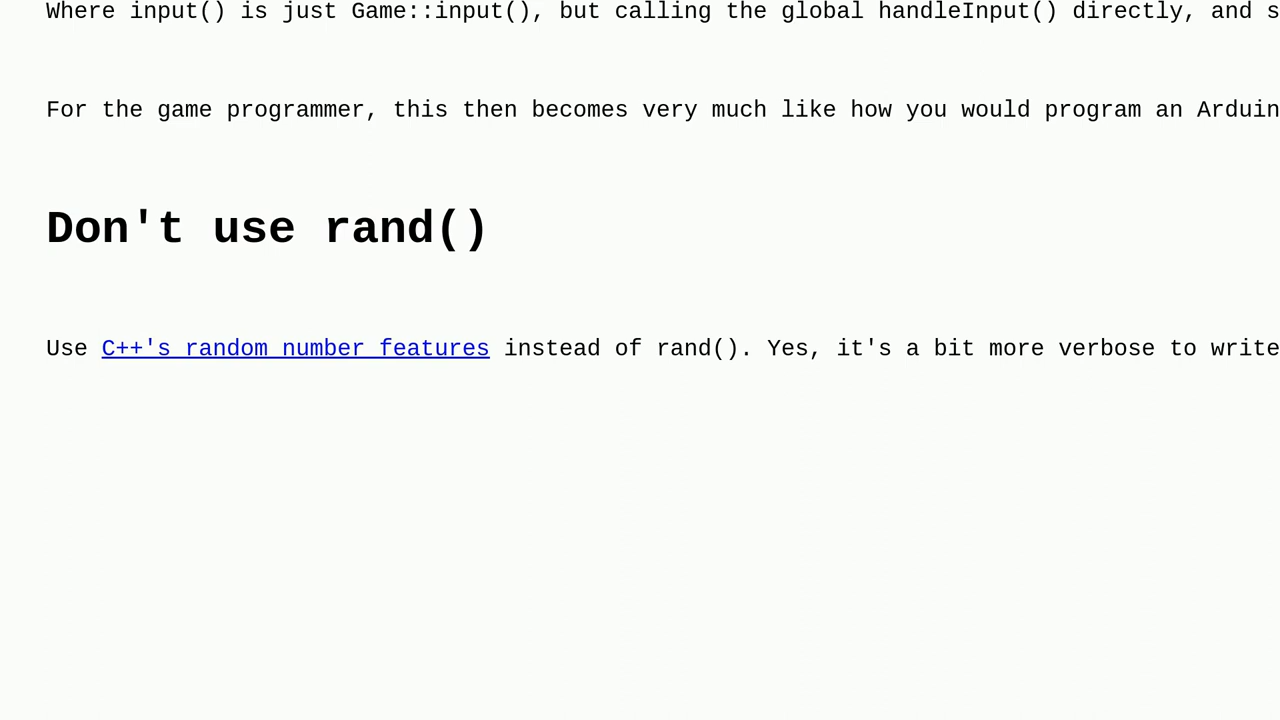 Where input() is just Game::input(), but calling the global handleInput() directly, and s
For the game programmer, this then becomes very much like how you would program an Arduin
Don't use rand()
Use C++'s random number features instead of rand(). Yes, it's a bit more verbose to write